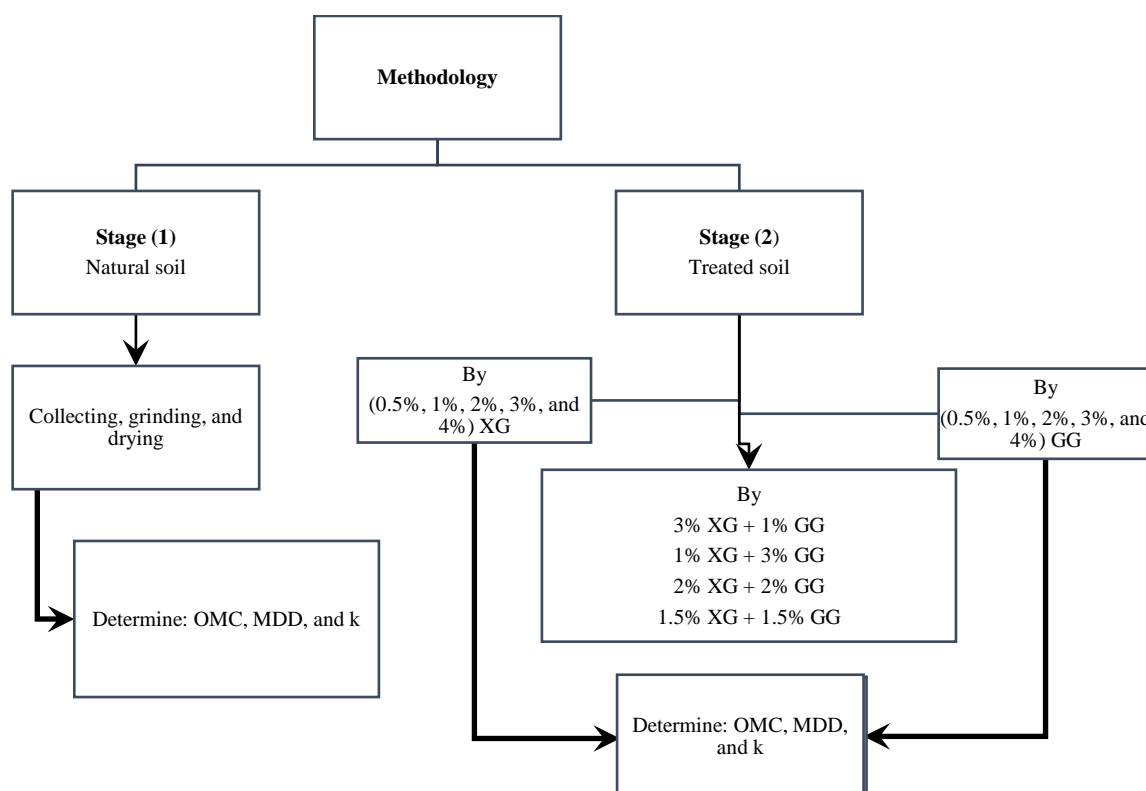 Methodology
Stage (1)
Natural soil
Stage (2)
Treated soil
Collecting, grinding, and
drying
Determine: OMC, MDD, and k
By
(0.5%, 1%, 2%, 3%, and
4%) XG
By
(0.5%, 1%, 2%, 3%, and
4%) GG
By
3% XG + 1% GG
1% XG + 3% GG
2% XG + 2% GG
1.5% XG + 1.5% GG
Determine: OMC, MDD,
and k